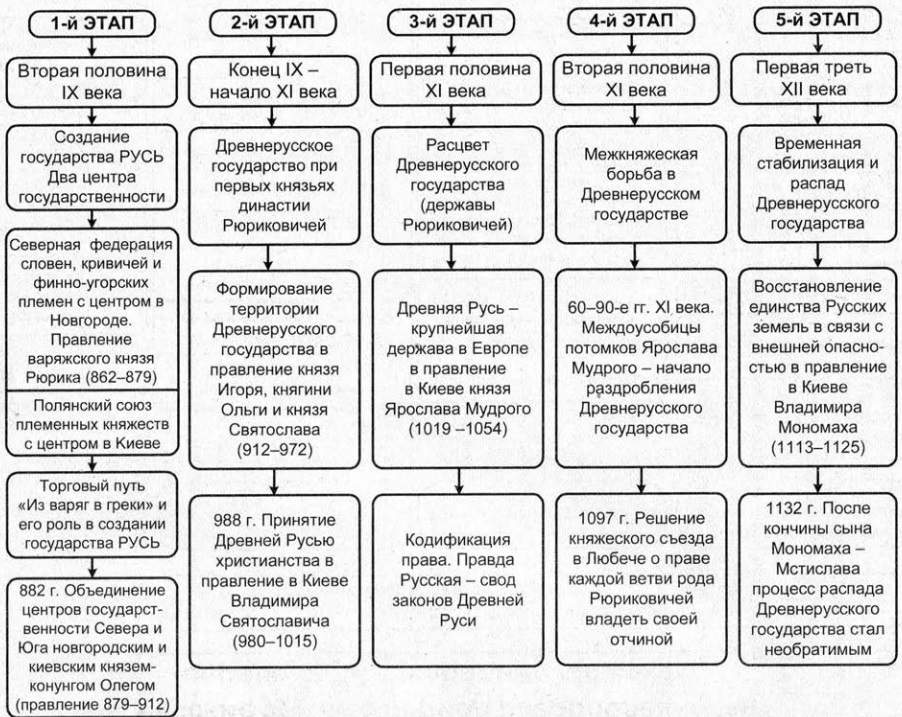 1-й ЭТАП
Вторая половина
IX века
Создание
государства РУСЬ
Два центра
государственности
Северная федерация
словен, кривичей и
финно-угорских
племен с центром в
Новгороде.
Правление
варяжского князя
Рюрика (862–879)
Полянский союз
племенных княжеств
с центром в Киеве
Торговый путь
«Из варяг в греки» и
его роль в создании
государства РУСЬ
882 г. Объединение
центров государст-
венности Севера и
Юга новгородским и
киевским князем-
конунгом Олегом
(правление 879–912)
2-й ЭТАП
Конец IX –
начало XI века
Древнерусское
государство при
первых князьях
династии
Рюриковичей
Формирование
территории
Древнерусского
государства в
правление князя
Игоря, княгини
Ольги и князя
Святослава
(912–972)
988 г. Принятие
Древней Русью
христианства в
правление в Киеве
Владимира
Святославича
(980–1015)
3-й ЭТАП
Первая половина
XI века
Расцвет
Древнерусского
государства
(державы
Рюриковичей)
Древняя Русь –
крупнейшая
держава в Европе
в правление
в Киеве князя
Ярослава Мудрого
(1019 –1054)
Кодификация
права. Правда
Русская – свод
законов Древней
Руси
4-й ЭТАП
Вторая половина
XI века
Межкняжеская
борьба в
Древнерусском
государстве
60–90-е гг. XI века.
Междоусобицы
потомков Ярослава
Мудрого – начало
раздробления
Древнерусского
государства
1097 г. Решение
княжеского съезда
в Любече о праве
каждой ветви рода
Рюриковичей
владеть своей
отчиной
5-й ЭТАП
Первая треть
XII века
Временная
стабилизация и
распад
Древнерусского
государства
Восстановление
единства Русских
земель в связи с
внешней опасно-
стью в правление
в Киеве
Владимира
Мономаха
(1113–1125)
1132 г. После
кончины сына
Мономаха –
Мстислава
процесс распада
Древнерусского
государства стал
необратимым